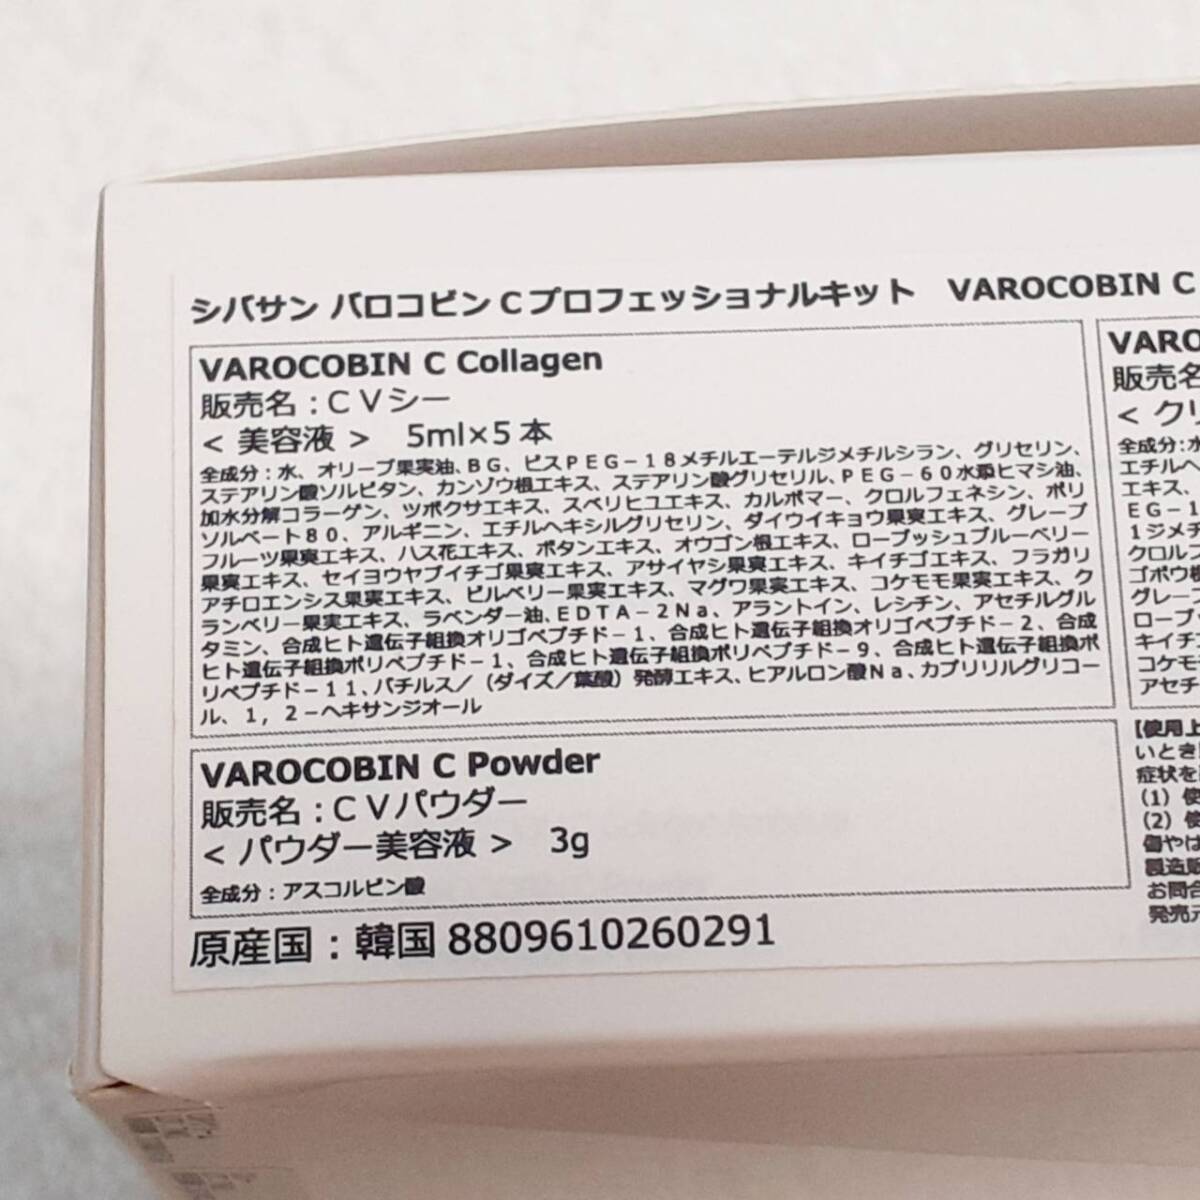 シバサン バロコビンCプロフェッショナルキット VAROCOBIN C
VAROCOBIN C Collagen
販売名：CVシー
< 美容液 > 5ml×5本
全成分：水、オリーブ果実油、BG、ビスPEG－18メチルエーテルジメチルシラン、グリセリン、
ステアリン酸ソルビタン、カンゾウ根エキス、ステアリン酸グリセリル、PEG－60水添ヒマシ油、
加水分解コラーゲン、ツボクサエキス、スベリヒユエキス、カルボマー、クロルフェネシン、ポリ
ソルベート80、アルギニン、エチルヘキシルグリセリン、ダイウイキョウ果実エキス、グレープ
フルーツ果実エキス、ハス花エキス、ボタンエキス、オウゴン根エキス、ローブッシュブルーベリー
果実エキス、セイヨウヤブイチゴ果実エキス、アサイヤシ果実エキス、キイチゴエキス、フラガリ
アチロエンシス果実エキス、ビルベリー果実エキス、マグワ果実エキス、コケモモ果実エキス、ク
ランベリー果実エキス、ラベンダー油、EDTA－2Na、アラントイン、レシチン、アセチルグル
タミン、合成ヒト遺伝子組換オリゴペプチド－1、合成ヒト遺伝子組換オリゴペプチド－2、合成
ヒト遺伝子組換ポリペプチド－1、合成ヒト遺伝子組換ポリペプチド－9、合成ヒト遺伝子組換ポ
リペプチド－11、バチルス／（ダイズ／葉酸）発酵エキス、ヒアルロン酸Na、カプリリルグリコー
ル、1，2－ヘキサンジオール
VAROCOBIN C Powder
販売名：CVパウダー
< パウダー美容液 > 3g
全成分：アスコルビン酸
原産国：韓国 8809610260291
VARO
販売名
< クリ
全成分：水
エチルヘ
エキス、
EG－1
1ジメチ
クロルフ
ゴボウ根
グレープ
ローブッ
キイチ
コケモモ
アセチ
【使用上
いとき
症状を
(1) 使
(2) 使
傷やは
製造
お問合
発売元